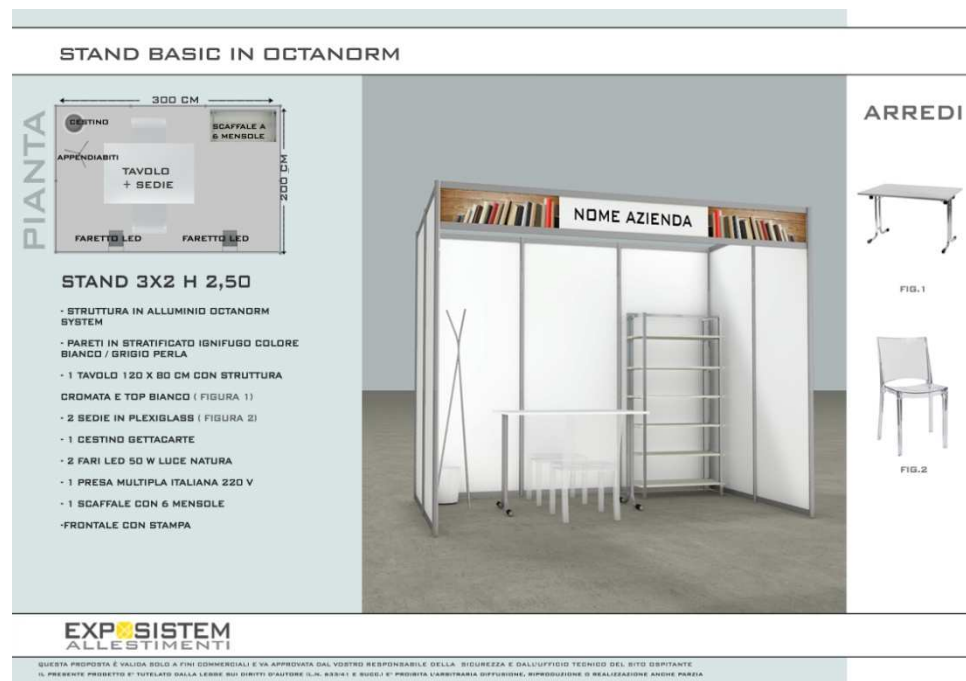 STAND BASIC IN OCTANORM
PIANTA
300 CM
CESTINO
SCAFFALE A
6 MENSOLE
APPENDIABITI
TAVOLO
+ SEDIE
200 CM
FARETTO LED
FARETTO LED
STAND 3X2 H 2,50
- STRUTTURA IN ALLUMINIO OCTANORM
SYSTEM
- PARETI IN STRATIFICATO IGNIFUGO COLORE
BIANCO / GRIGIO PERLA
- 1 TAVOLO 120 X 80 CM CON STRUTTURA
CROMATA E TOP BIANCO ( FIGURA 1)
- 2 SEDIE IN PLEXIGLASS ( FIGURA 2)
- 1 CESTINO GETTACARTE
- 2 FARI LED 50 W LUCE NATURA
- 1 PRESA MULTIPLA ITALIANA 220 V
- 1 SCAFFALE CON 6 MENSOLE
-FRONTALE CON STAMPA
NOME AZIENDA
ARREDI
FIG.1
FIG.2
EXPOSISTEM
ALLESTIMENTI
QUESTA PROPOSTA È VALIDA SOLO A FINI COMMERCIALI E VA APPROVATA DAL VOSTRO RESPONSABILE DELLA SICUREZZA E DALL'UFFICIO TECNICO DEL SITO OSPITANTE
IL PRESENTE PROGETTO E' TUTELATO DALLA LEGGE SUI DIRITTI D'AUTORE (L.N. 633/41 E SUCC.) E' PROIBITA L'ARBITRARIA DIFFUSIONE, RIPRODUZIONE O REALIZZAZIONE ANCHE PARZIA